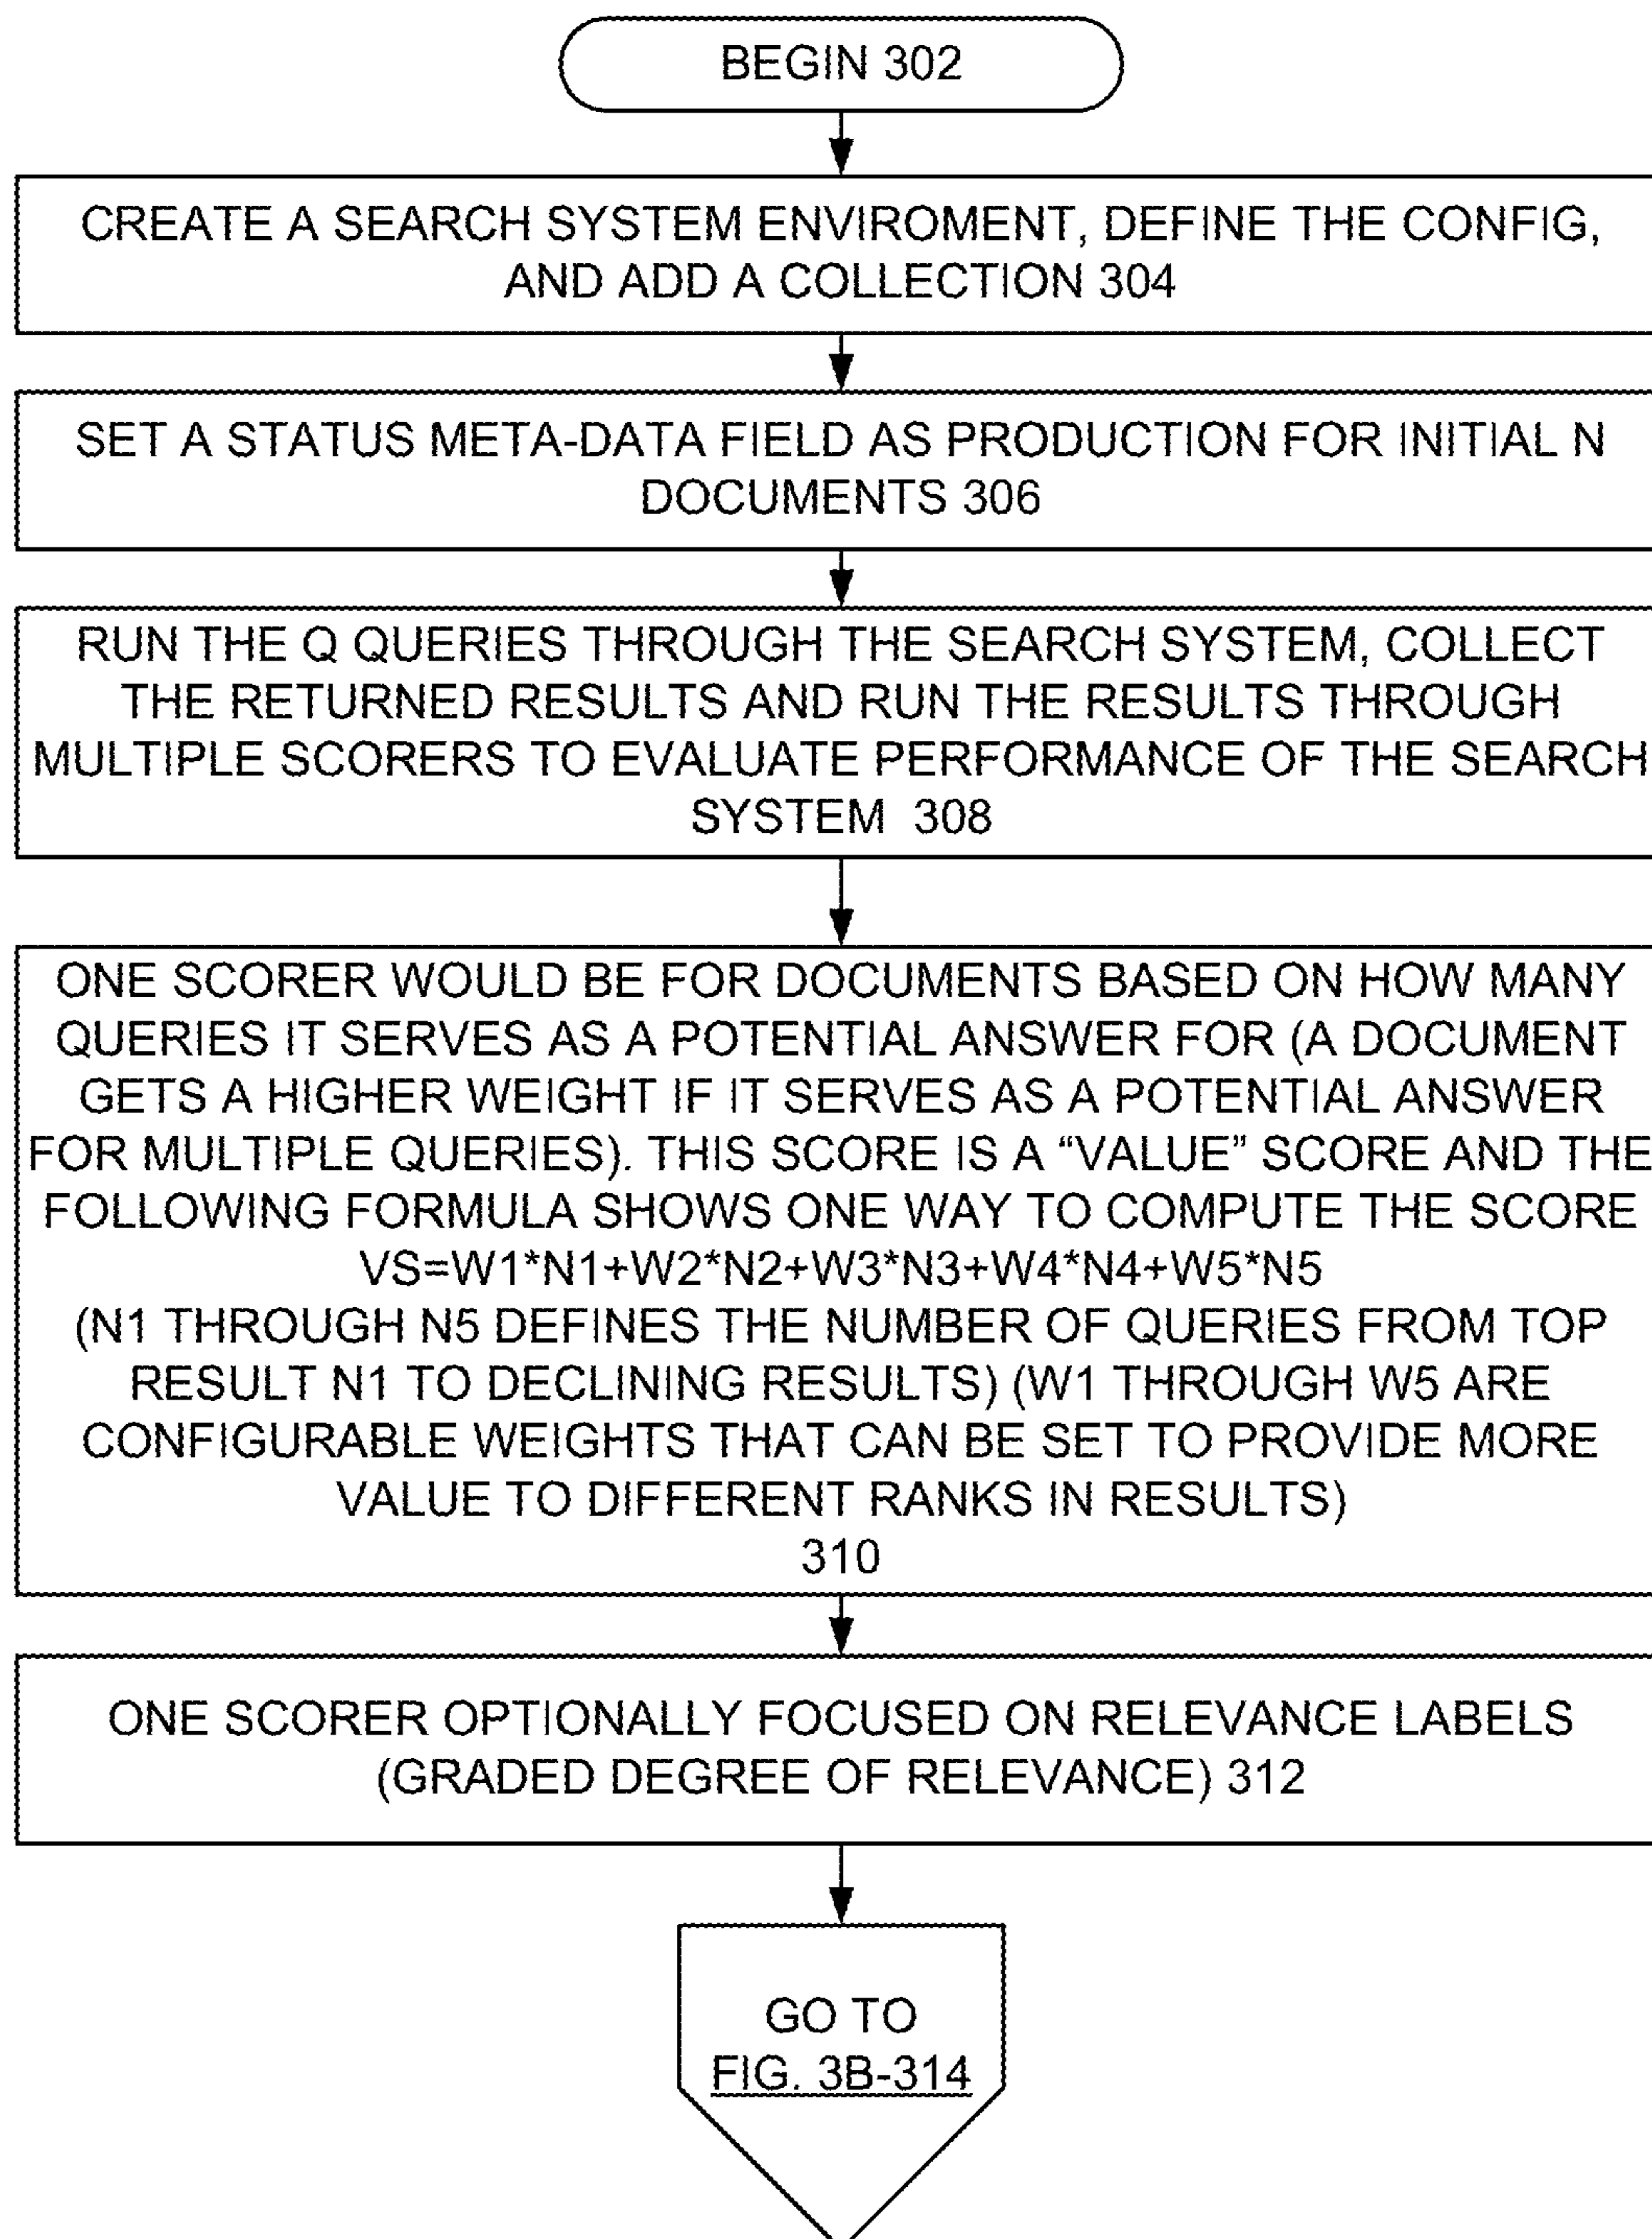 BEGIN 302
CREATE A SEARCH SYSTEM ENVIROMENT, DEFINE THE CONFIG,
AND ADD A COLLECTION 304
SET A STATUS META-DATA FIELD AS PRODUCTION FOR INITIAL N
DOCUMENTS 306
RUN THE Q QUERIES THROUGH THE SEARCH SYSTEM, COLLECT
THE RETURNED RESULTS AND RUN THE RESULTS THROUGH
MULTIPLE SCORERS TO EVALUATE PERFORMANCE OF THE SEARCH
SYSTEM 308
ONE SCORER WOULD BE FOR DOCUMENTS BASED ON HOW MANY
QUERIES IT SERVES AS A POTENTIAL ANSWER FOR (A DOCUMENT
GETS A HIGHER WEIGHT IF IT SERVES AS A POTENTIAL ANSWER
FOR MULTIPLE QUERIES). THIS SCORE IS A “VALUE” SCORE AND THE
FOLLOWING FORMULA SHOWS ONE WAY TO COMPUTE THE SCORE
VS=W1*N1+W2*N2+W3*N3+W4*N4+W5*N5
(N1 THROUGH N5 DEFINES THE NUMBER OF QUERIES FROM TOP
RESULT N1 TO DECLINING RESULTS) (W1 THROUGH W5 ARE
CONFIGURABLE WEIGHTS THAT CAN BE SET TO PROVIDE MORE
VALUE TO DIFFERENT RANKS IN RESULTS)
310
ONE SCORER OPTIONALLY FOCUSED ON RELEVANCE LABELS
(GRADED DEGREE OF RELEVANCE) 312
GO TO
FIG. 3B-314